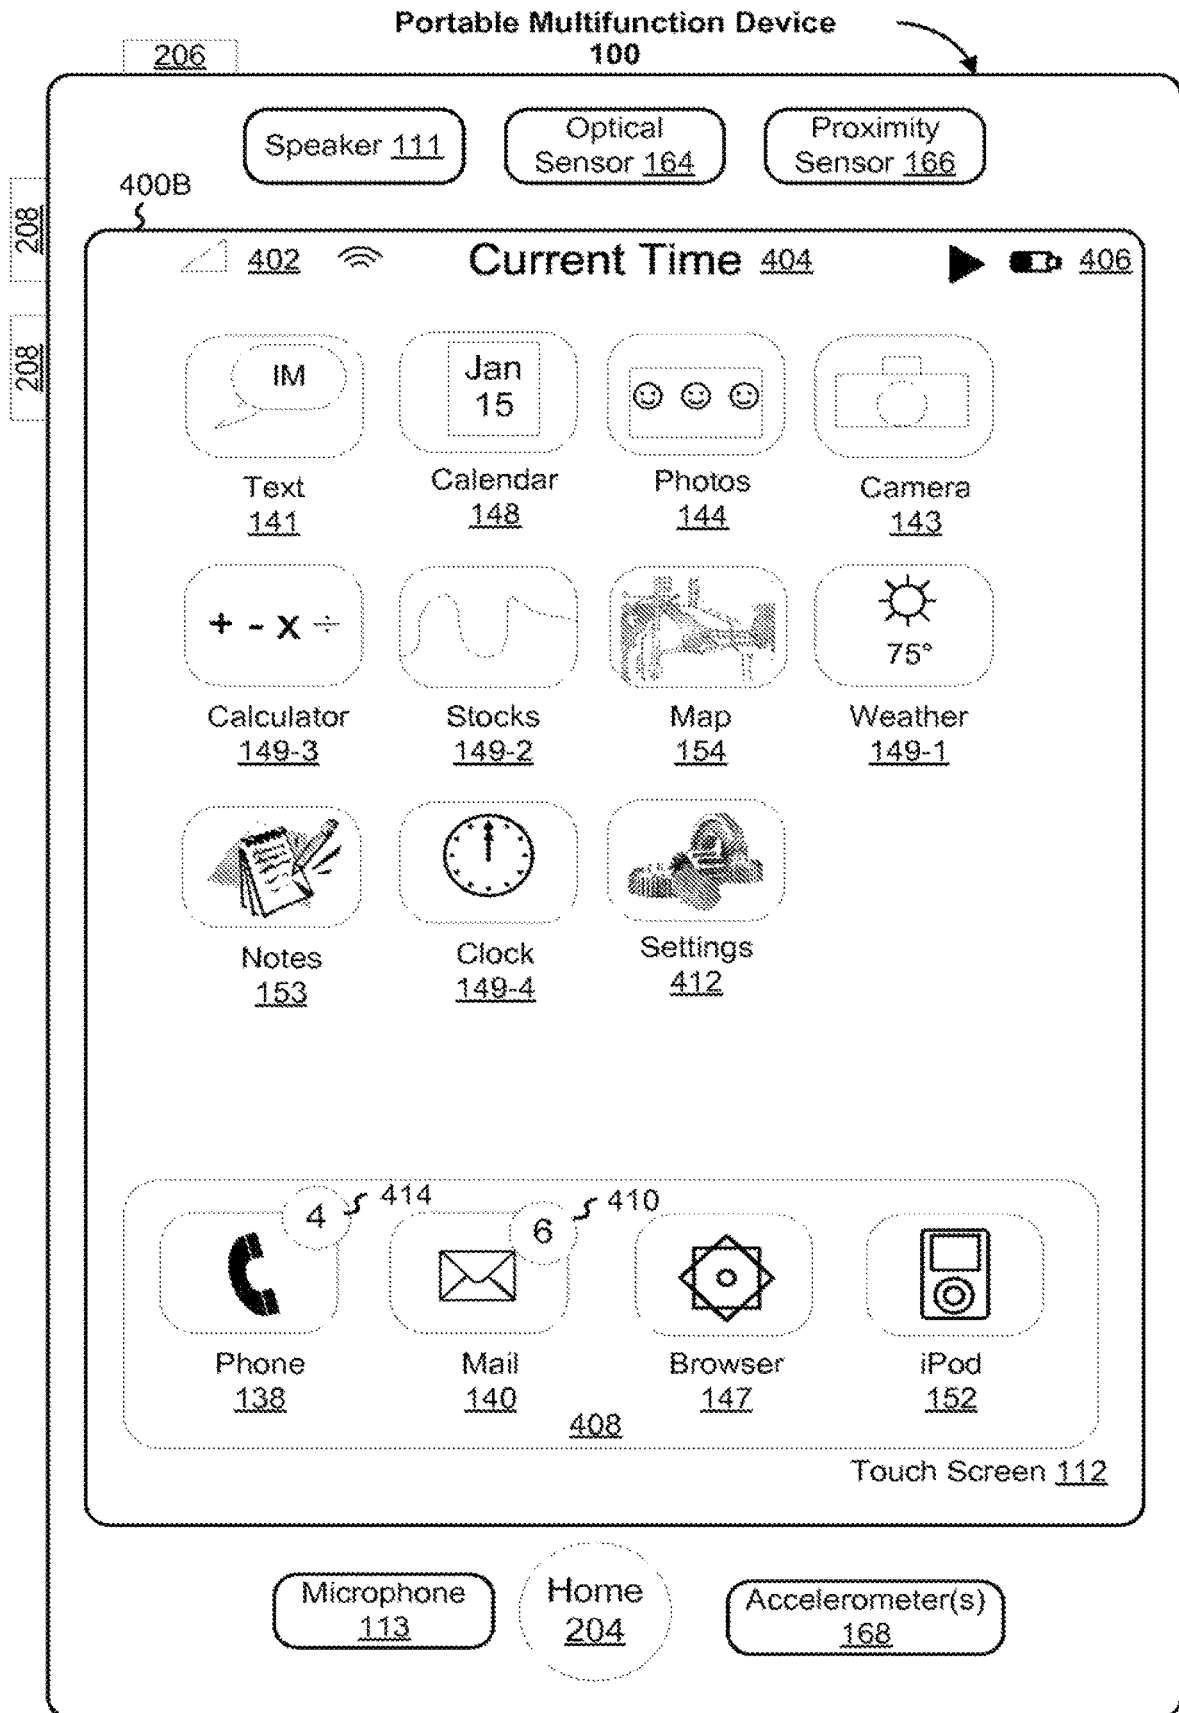 Portable Multifunction Device
100
206
Speaker 111
Optical
Sensor 164
Proximity
Sensor 166
400B
208
208
402
Current Time 404
406
IM
Text
141
Jan
15
Calendar
148
Photos
144
Camera
143
+ - x ÷
Calculator
149-3
Stocks
149-2
Map
154
75°
Weather
149-1
Notes
153
Clock
149-4
Settings
412
4
414
6
410
Phone
138
Mail
140
Browser
147
iPod
152
408
Touch Screen 112
Microphone
113
Home
204
Accelerometer(s)
168